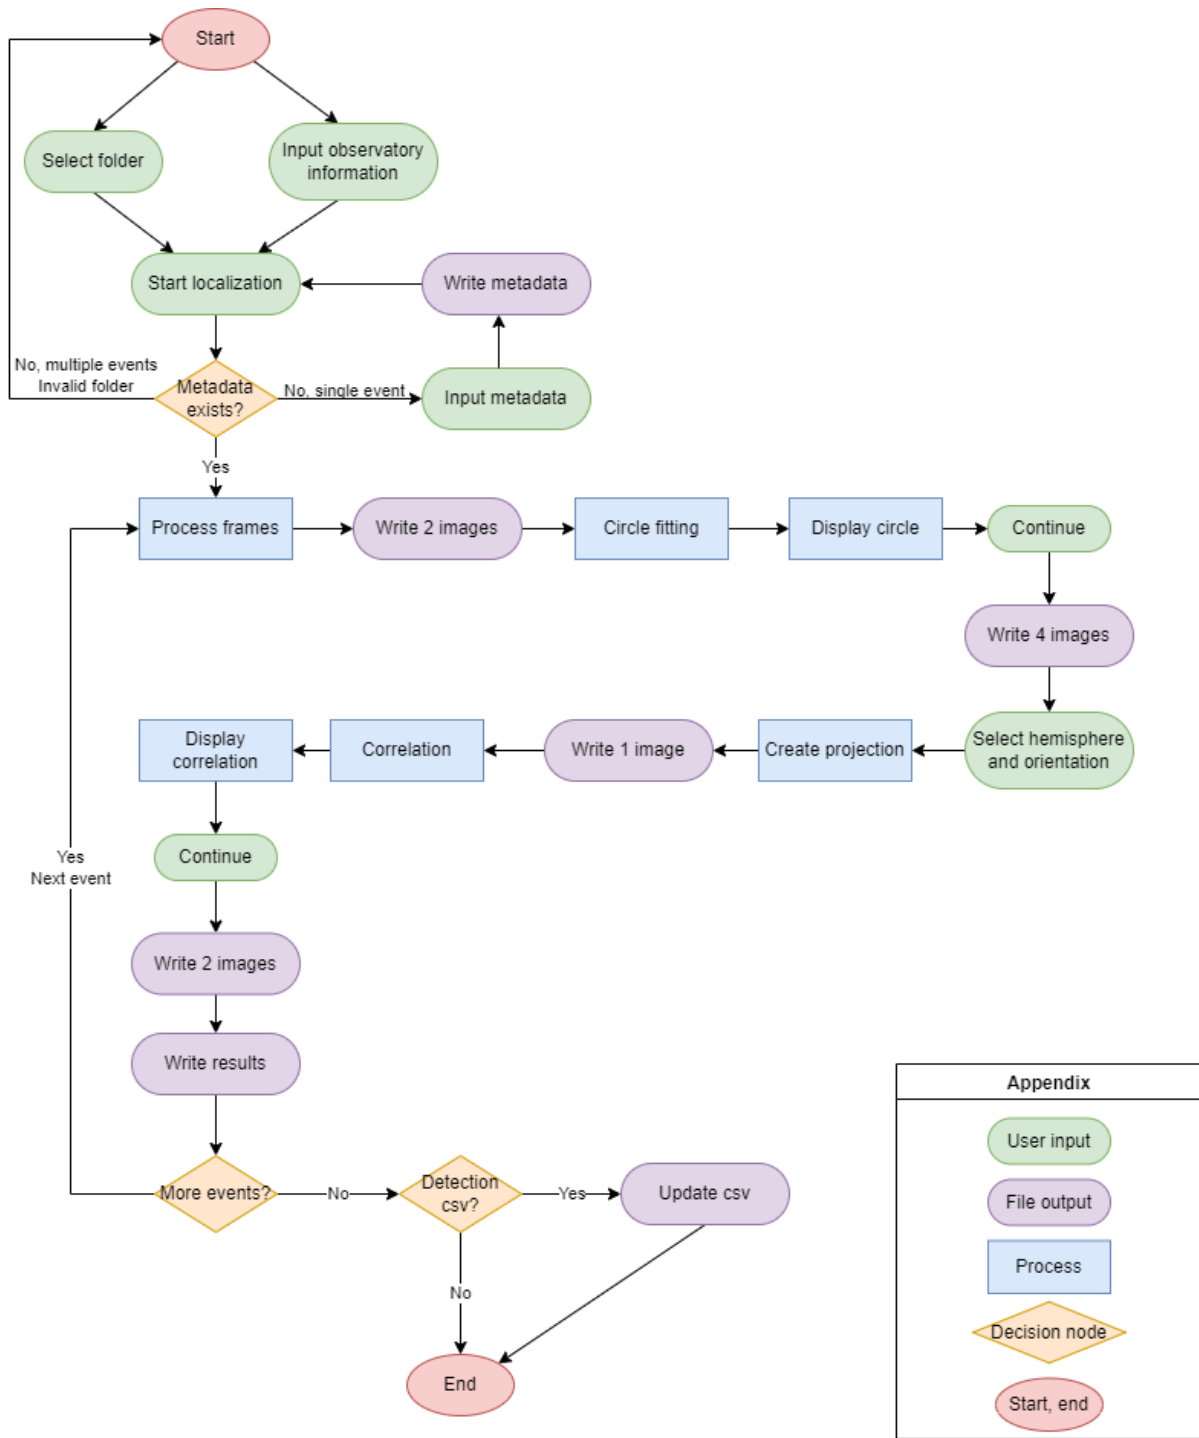 Start
Select folder
Input observatory
information
Start localization
Write metadata
No, multiple events
Invalid folder
Metadata
exists?
No, single event
Input metadata
Yes
Process frames
Write 2 images
Circle fitting
Display circle
Continue
Write 4 images
Display
correlation
Correlation
Write 1 image
Create projection
Select hemisphere
and orientation
Continue
Yes
Next event
Write 2 images
Write results
More events?
No
Detection
csv?
Yes
Update csv
No
End
Appendix
User input
File output
Process
Decision node
Start, end